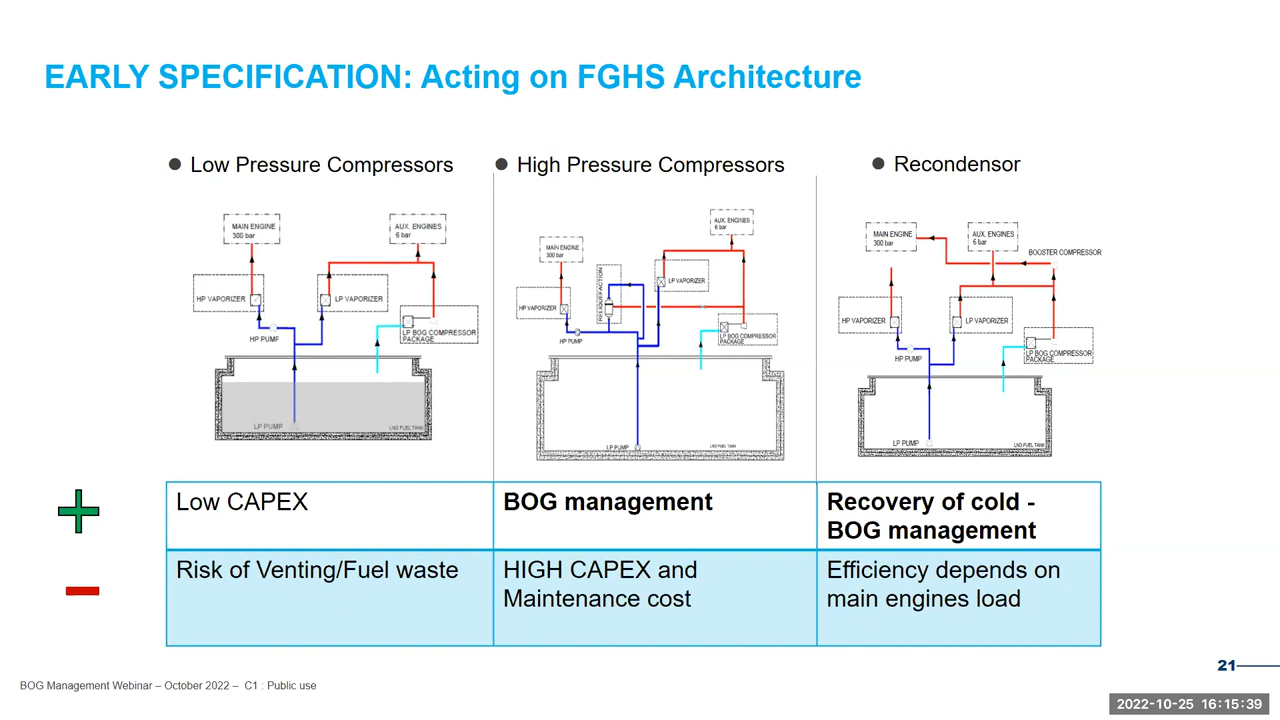 EARLY SPECIFICATION: Acting on FGHS Architecture
Low Pressure Compressors
High Pressure Compressors
Recondensor
MAIN ENGINE
300 bar
AUX. ENGINES
6 bar
HP VAPORIZER
LP VAPORIZER
HP PUMP
LP BOG COMPRESSOR
PACKAGE
LP PUMP
LNG FUEL TANK
AUX. ENGINES
6 bar
MAIN ENGINE
300 bar
RELIQUEFACTION
LP VAPORIZER
HP VAPORIZER
HP PUMP
LP BOG COMPRESSOR
PACKAGE
LP PUMP
LNG FUEL TANK
MAIN ENGINE
300 bar
AUX. ENGINES
6 bar
BOOSTER COMPRESSOR
HP VAPORIZER
LP VAPORIZER
HP PUMP
LP BOG COMPRESSOR
PACKAGE
LP PUMP
LNG FUEL TANK
Low CAPEX
BOG management
Recovery of cold -
BOG management
Risk of Venting/Fuel waste
HIGH CAPEX and
Maintenance cost
Efficiency depends on
main engines load
21
BOG Management Webinar – October 2022 – C1 : Public use
2022-10-25 16:15:39